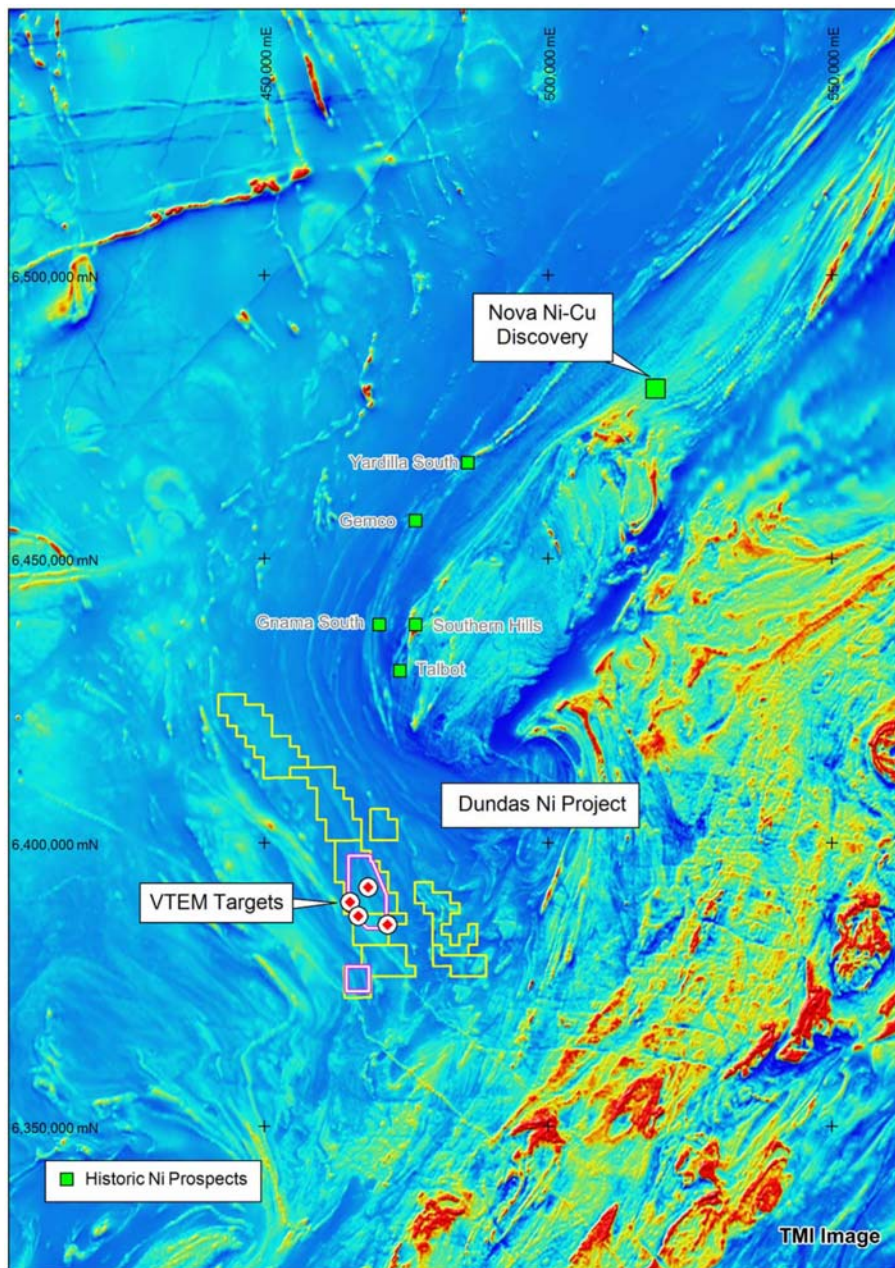 450,000 mE
500,000 mE
550,000 mE
6,500,000 mN
Nova Ni-Cu
Discovery
Yardilla South
Gemco
6,450,000 mN
Gnama South
Southern Hills
Talbot
Dundas Ni Project
6,400,000 mN
VTEM Targets
6,350,000 mN
Historic Ni Prospects
TMI Image